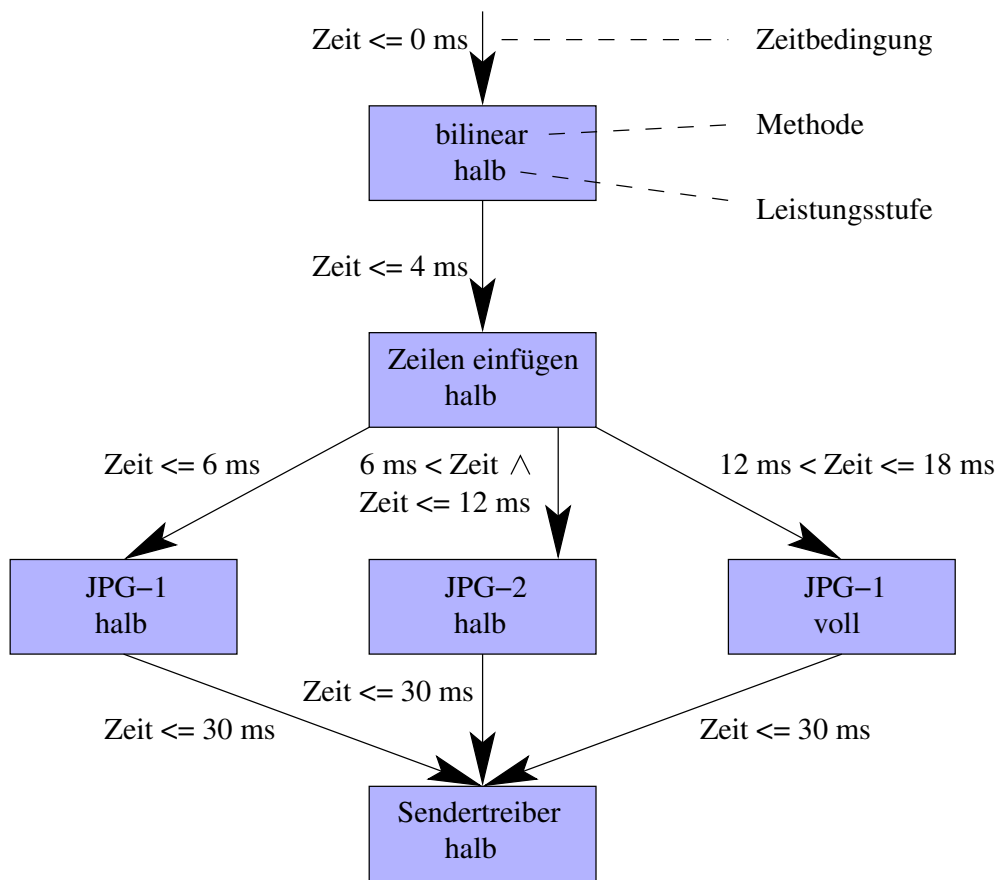 Zeit <= 0 ms
Zeitbedingung
bilinear
halb
Methode
Leistungsstufe
Zeit <= 4 ms
Zeilen einfügen
halb
Zeit <= 6 ms
6 ms < Zeit ∧
Zeit <= 12 ms
12 ms < Zeit <= 18 ms
JPG−1
halb
JPG−2
halb
JPG−1
voll
Zeit <= 30 ms
Zeit <= 30 ms
Zeit <= 30 ms
Sendertreiber
halb